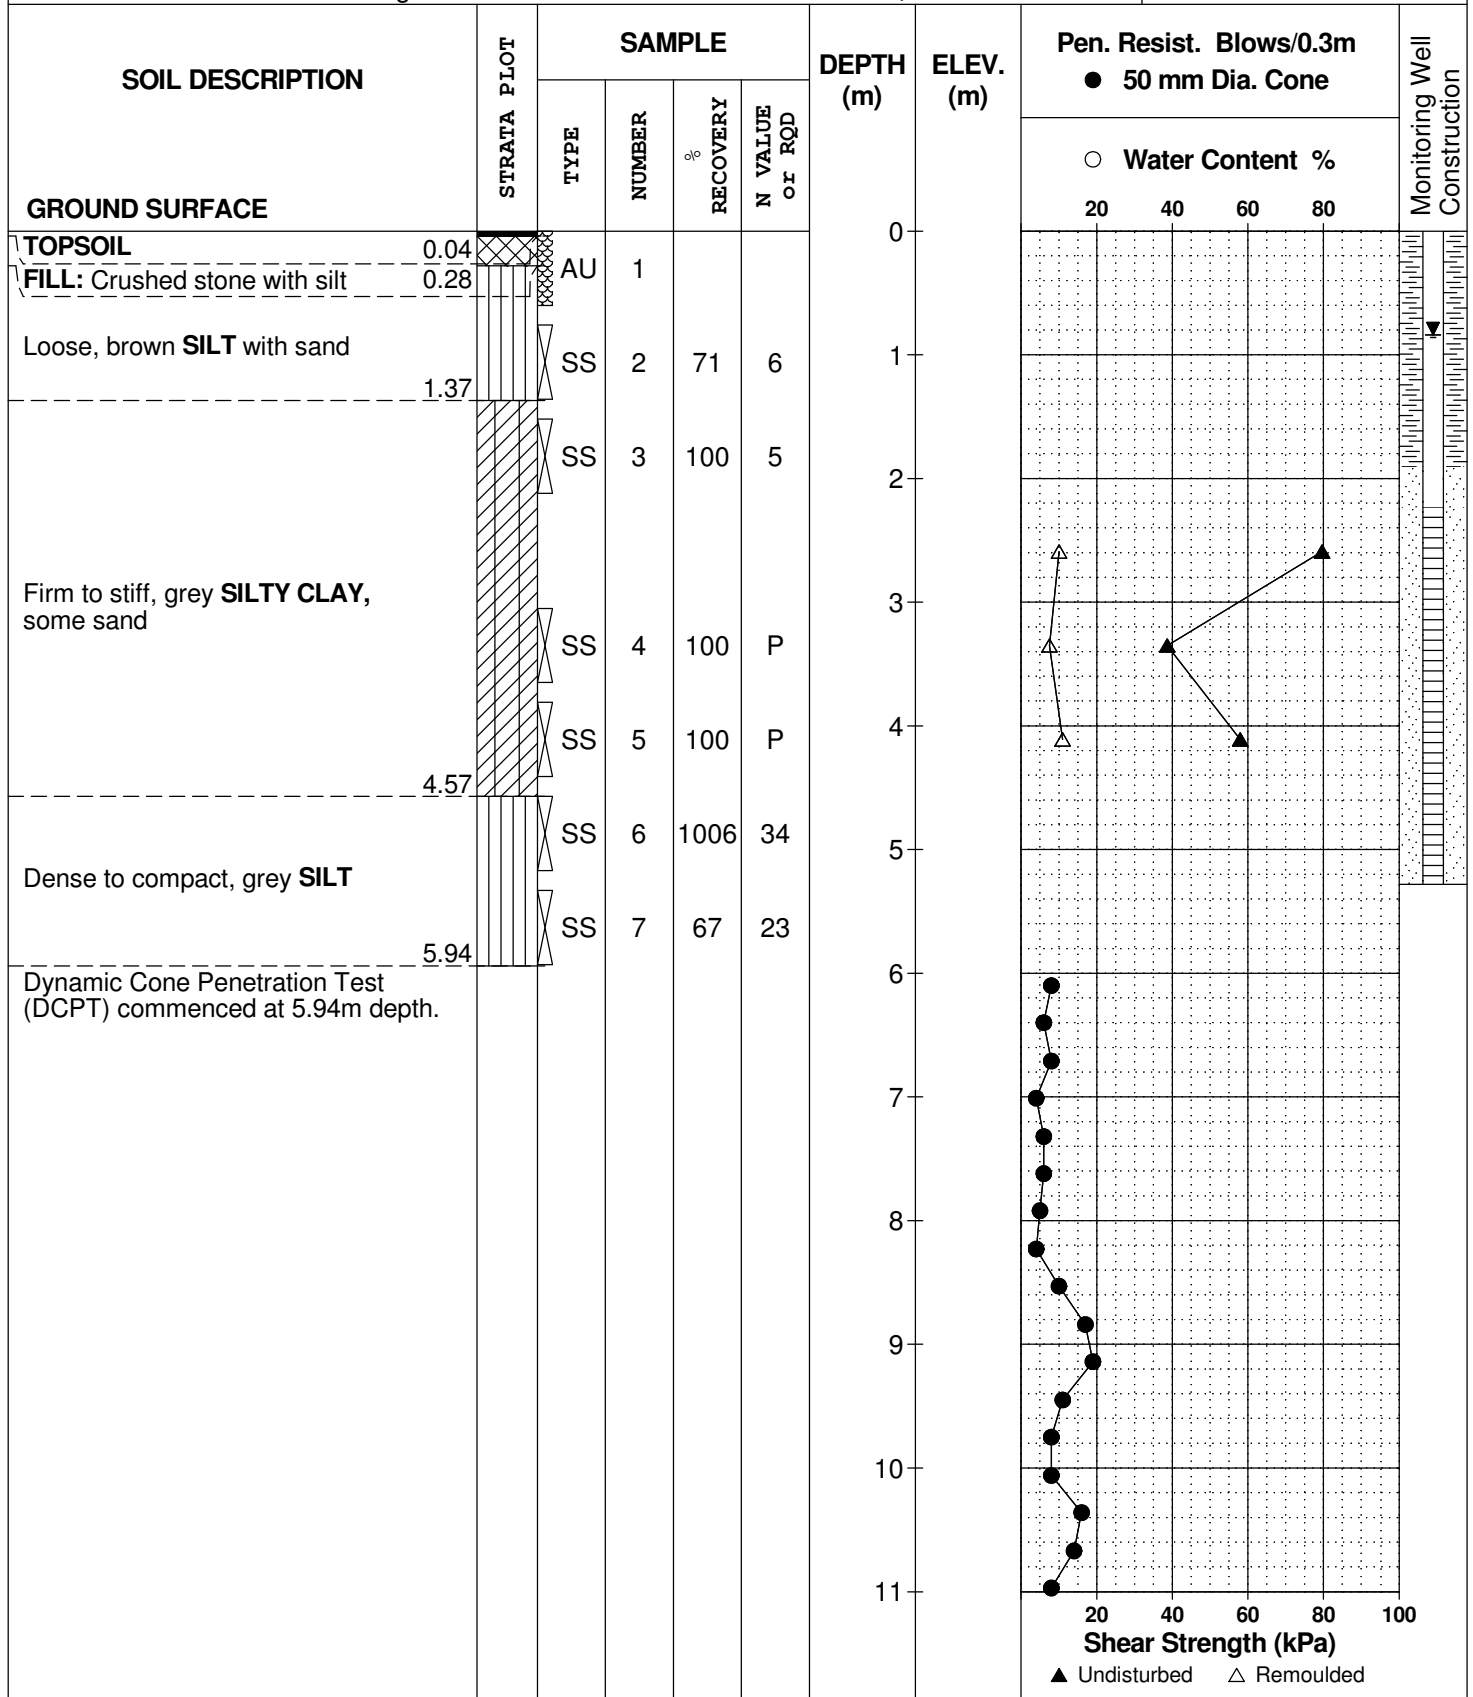 SOIL DESCRIPTION
GROUND SURFACE
STRATA PLOT
SAMPLE
TYPE
NUMBER
% RECOVERY
N VALUE or RQD
DEPTH (m)
ELEV. (m)
Pen. Resist. Blows/0.3m
● 50 mm Dia. Cone
○ Water Content %
20 40 60 80
Monitoring Well Construction
TOPSOIL 0.04
FILL: Crushed stone with silt 0.28
AU 1
Loose, brown SILT with sand
SS 2 71 6
1.37
SS 3 100 5
Firm to stiff, grey SILTY CLAY,
some sand
SS 4 100 P
SS 5 100 P
4.57
SS 6 1006 34
Dense to compact, grey SILT
SS 7 67 23
5.94
Dynamic Cone Penetration Test
(DCPT) commenced at 5.94m depth.
0
1
2
3
4
5
6
7
8
9
10
11
20 40 60 80 100
Shear Strength (kPa)
▲ Undisturbed △ Remoulded